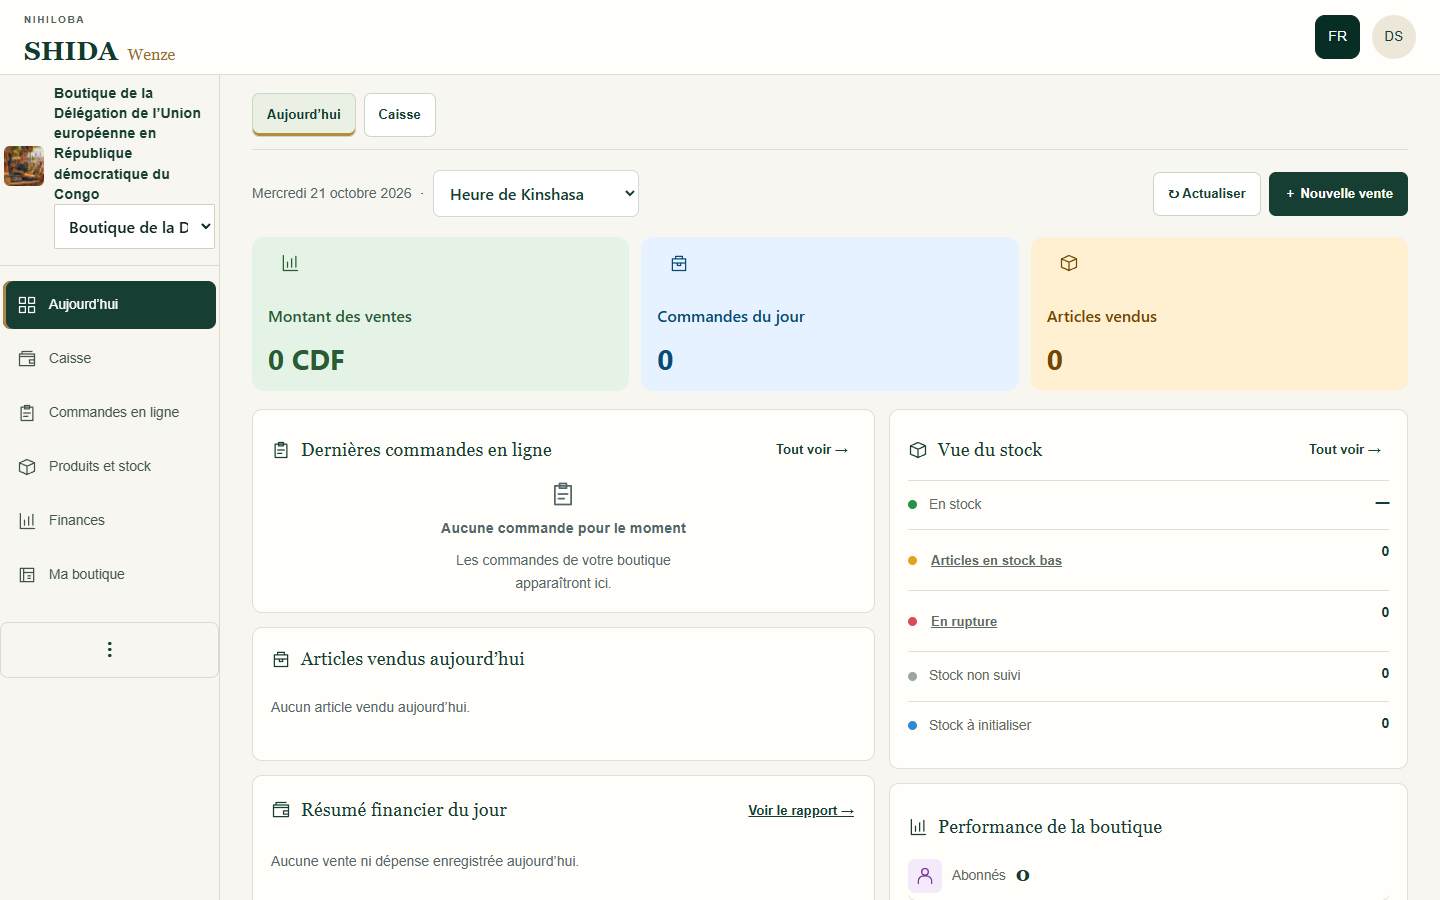 NIHILOBA
SHIDA Wenze
FR
DS
Boutique de la
Délégation de l’Union
européenne en
République
démocratique du
Congo
Boutique de la D
Aujourd’hui
Caisse
Commandes en ligne
Produits et stock
Finances
Ma boutique
Aujourd’hui
Caisse
Mercredi 21 octobre 2026 ·
Heure de Kinshasa
↻ Actualiser
+ Nouvelle vente
Montant des ventes
0 CDF
Commandes du jour
0
Articles vendus
0
Dernières commandes en ligne
Tout voir →
Aucune commande pour le moment
Les commandes de votre boutique
apparaîtront ici.
Articles vendus aujourd’hui
Aucun article vendu aujourd’hui.
Résumé financier du jour
Voir le rapport →
Aucune vente ni dépense enregistrée aujourd’hui.
Vue du stock
Tout voir →
En stock —
Articles en stock bas 0
En rupture 0
Stock non suivi 0
Stock à initialiser 0
Performance de la boutique
Abonnés 0